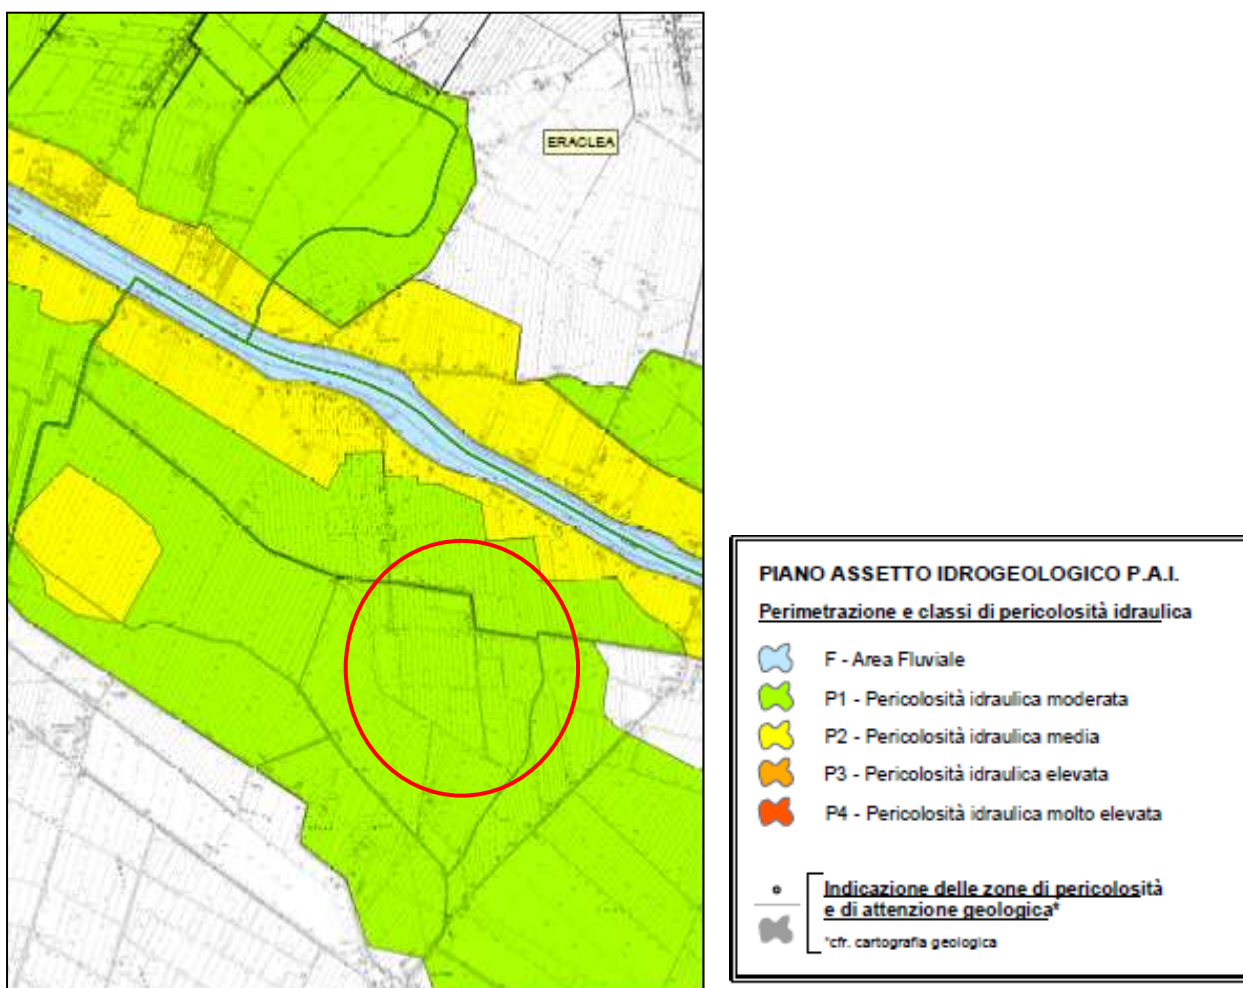 ERACLEA
PIANO ASSETTO IDROGEOLOGICO P.A.I.
Perimetrazione e classi di pericolosità idraulica
F - Area Fluviale
P1 - Pericolosità idraulica moderata
P2 - Pericolosità idraulica media
P3 - Pericolosità idraulica elevata
P4 - Pericolosità idraulica molto elevata
Indicazione delle zone di pericolosità
e di attenzione geologica*
*cfr. cartografia geologica